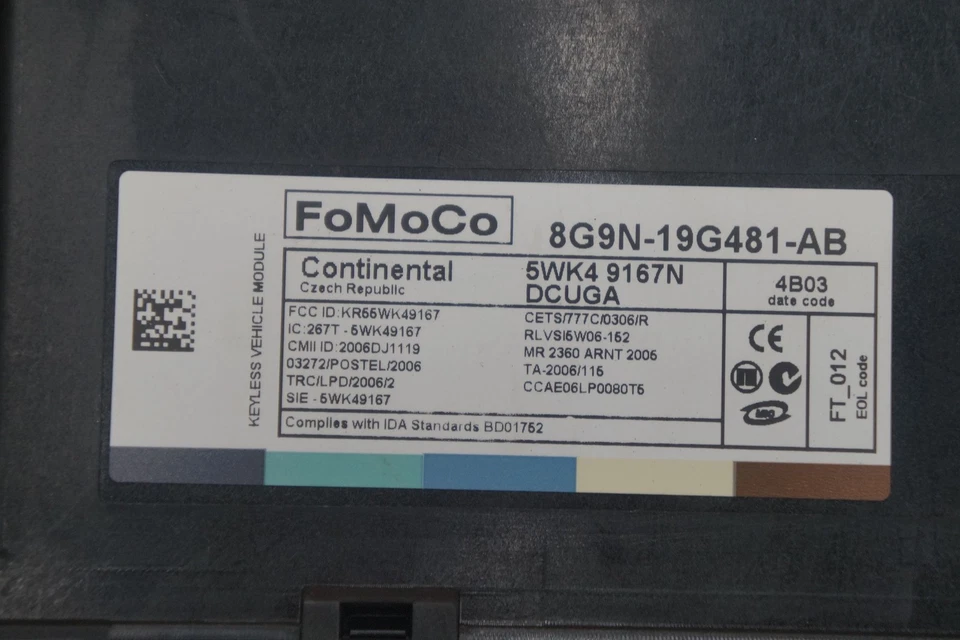 FoMoCo
8G9N-19G481-AB
KEYLESS VEHICLE MODULE
Continental
Czech Republic
5WK4 9167N
DCUGA
4B03
date code
FCC ID:KR55WK49167
IC:267T - 5WK49167
CMII ID:2006DJ1119
03272/POSTEL/2006
TRC/LPD/2006/2
SIE - 5WK49167
CETS/777C/0306/R
RLVSI5W06-152
MR 2360 ARNT 2006
TA-2006/115
CCAE06LP0080T5
Complies with IDA Standards BD01752
CE
FT_012
EOL code